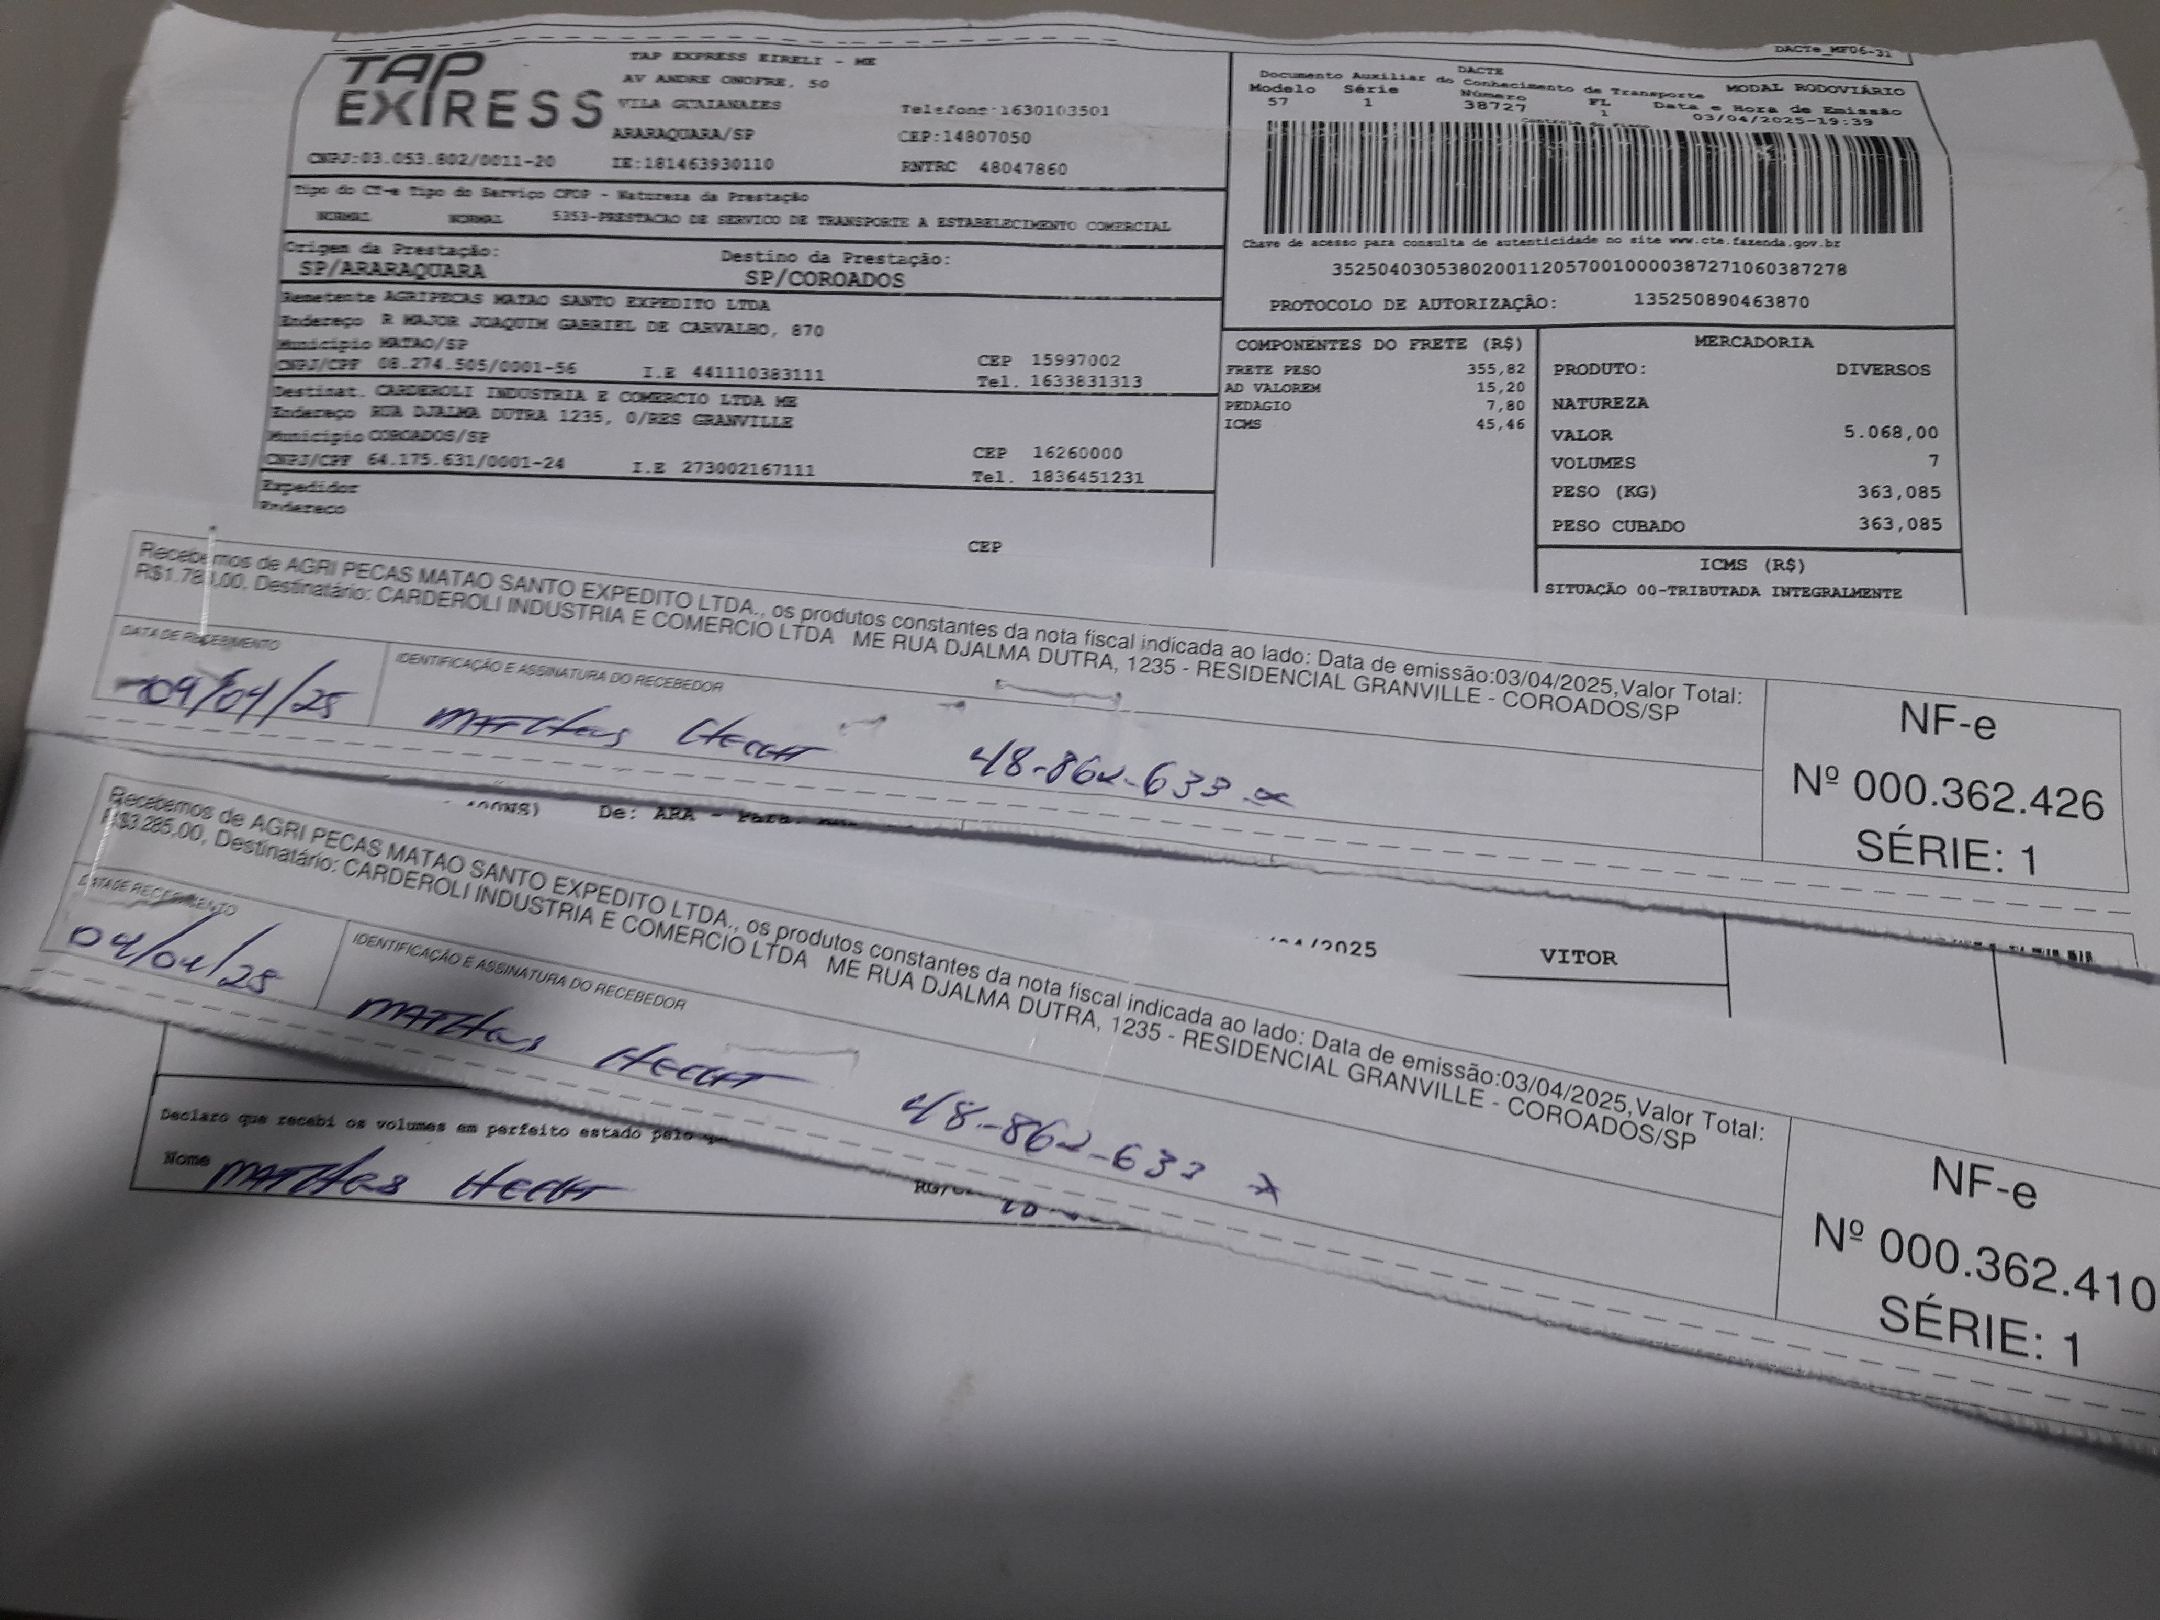 DACTe_MF06-31
TAP EXPRESS
TAP EXPRESS EIRELI - ME
AV ANDRE ONOFRE, 50
VILA GUAIANAZES Telefone:1630103501
ARARAQUARA/SP CEP:14807050
CNPJ:03.053.802/0011-20 IE:181463930110 RNTRC 48047860
DACTE MODAL RODOVIÁRIO
Documento Auxiliar do Conhecimento de Transporte
Modelo Série Número FL Data e Hora de Emissão
57 1 38727 1 03/04/2025-19:39
Controle do Fisco
Chave de acesso para consulta de autenticidade no site www.cte.fazenda.gov.br
35250403053802001120570010000387271060387278
PROTOCOLO DE AUTORIZAÇÃO: 135250890463870
Tipo do CT-e Tipo do Serviço CFOP - Natureza da Prestação
NORMAL NORMAL 5353-PRESTACAO DE SERVICO DE TRANSPORTE A ESTABELECIMENTO COMERCIAL
Origem da Prestação: Destino da Prestação:
SP/ARARAQUARA SP/COROADOS
Remetente AGRIPECAS MATAO SANTO EXPEDITO LTDA
Endereço R MAJOR JOAQUIM GABRIEL DE CARVALHO, 870
Município MATAO/SP CEP 15997002
CNPJ/CPF 08.274.505/0001-56 I.E 441110383111 Tel. 1633831313
Destinat. CARDEROLI INDUSTRIA E COMERCIO LTDA ME
Endereço RUA DJALMA DUTRA 1235, 0/RES GRANVILLE
Município COROADOS/SP CEP 16260000
CNPJ/CPF 64.175.631/0001-24 I.E 273002167111 Tel. 1836451231
Expedidor
Endereço
CEP
COMPONENTES DO FRETE (R$)
FRETE PESO 355,82
AD VALOREM 15,20
PEDAGIO 7,80
ICMS 45,46
MERCADORIA
PRODUTO: DIVERSOS
NATUREZA
VALOR 5.068,00
VOLUMES 7
PESO (KG) 363,085
PESO CUBADO 363,085
ICMS (R$)
SITUAÇÃO 00-TRIBUTADA INTEGRALMENTE
Recebemos de AGRI PECAS MATAO SANTO EXPEDITO LTDA., os produtos constantes da nota fiscal indicada ao lado: Data de emissão:03/04/2025,Valor Total:
Destinatário: CARDEROLI INDUSTRIA E COMERCIO LTDA ME RUA DJALMA DUTRA, 1235 - RESIDENCIAL GRANVILLE - COROADOS/SP
DATA DE RECEBIMENTO IDENTIFICAÇÃO E ASSINATURA DO RECEBEDOR
Matheus Hecht 48-862-633
NF-e
Nº 000.362.426
SÉRIE: 1
De: ARA -
Recebemos de AGRI PECAS MATAO SANTO EXPEDITO LTDA., os produtos constantes da nota fiscal indicada ao lado: Data de emissão:03/04/2025,Valor Total:
R$3.285,00, Destinatário: CARDEROLI INDUSTRIA E COMERCIO LTDA ME RUA DJALMA DUTRA, 1235 - RESIDENCIAL GRANVILLE - COROADOS/SP
DATA DE RECEBIMENTO IDENTIFICAÇÃO E ASSINATURA DO RECEBEDOR
04/04/25 Matheus Hecht 48-862-633
NF-e
Nº 000.362.410
SÉRIE: 1
/2025 VITOR
Declaro que recebi os volumes em perfeito estado pelo
Nome Matheus Hecht